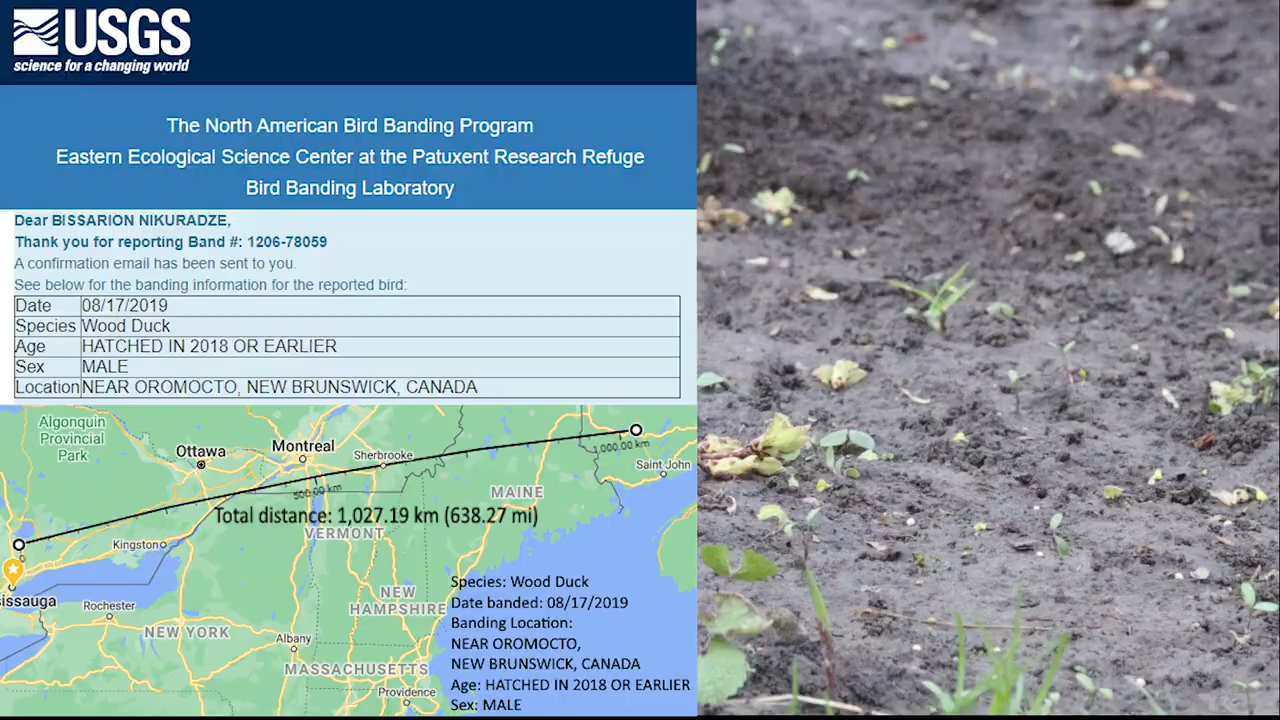 USGS
science for a changing world
The North American Bird Banding Program
Eastern Ecological Science Center at the Patuxent Research Refuge
Bird Banding Laboratory
Dear BISSARION NIKURADZE,
Thank you for reporting Band #: 1206-78059
A confirmation email has been sent to you.
See below for the banding information for the reported bird:
Date 08/17/2019
Species Wood Duck
Age HATCHED IN 2018 OR EARLIER
Sex MALE
Location NEAR OROMOCTO, NEW BRUNSWICK, CANADA
Algonquin
Provincial
Park
Ottawa
Montreal
Sherbrooke
1,000.00 km
Saint John
500.00 km
MAINE
Total distance: 1,027.19 km (638.27 mi)
VERMONT
Kingston
0
sissauga
Rochester
NEW YORK
NEW
HAMPSHIRE
Albany
MASSACHUSETTS
Providence
Species: Wood Duck
Date banded: 08/17/2019
Banding Location:
NEAR OROMOCTO,
NEW BRUNSWICK, CANADA
Age: HATCHED IN 2018 OR EARLIER
Sex: MALE